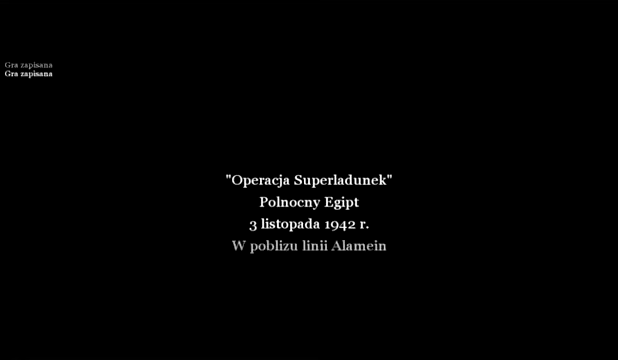 Gra zapisana
Gra zapisana
"Operacja Superladunek"
Polnocny Egipt
3 listopada 1942 r.
W poblizu linii Alamein